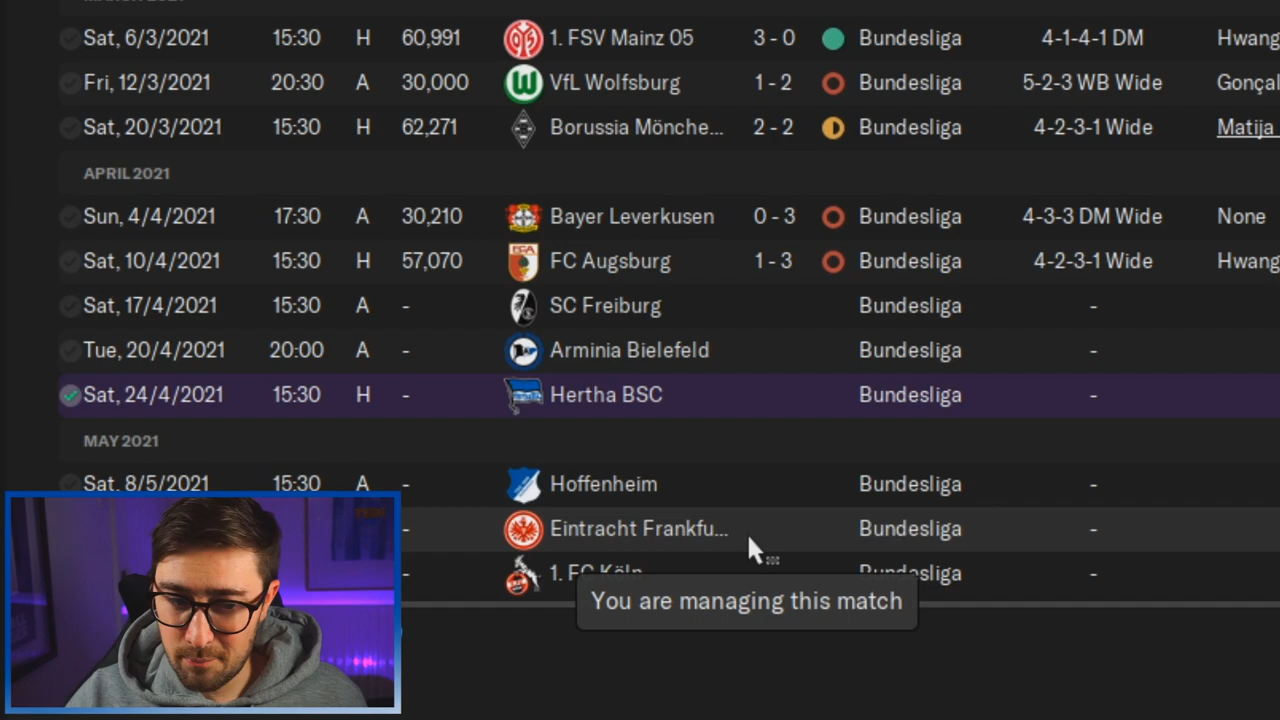 Sat, 6/3/2021 15:30 H 60,991 1. FSV Mainz 05 3 - 0 Bundesliga 4-1-4-1 DM Hwang
Fri, 12/3/2021 20:30 A 30,000 VfL Wolfsburg 1 - 2 Bundesliga 5-2-3 WB Wide Gonçal
Sat, 20/3/2021 15:30 H 62,271 Borussia Mönche... 2 - 2 Bundesliga 4-2-3-1 Wide Matija
APRIL 2021
Sun, 4/4/2021 17:30 A 30,210 Bayer Leverkusen 0 - 3 Bundesliga 4-3-3 DM Wide None
Sat, 10/4/2021 15:30 H 57,070 FC Augsburg 1 - 3 Bundesliga 4-2-3-1 Wide Hwang
Sat, 17/4/2021 15:30 A - SC Freiburg Bundesliga -
Tue, 20/4/2021 20:00 A - Arminia Bielefeld Bundesliga -
Sat, 24/4/2021 15:30 H - Hertha BSC Bundesliga -
MAY 2021
Sat, 8/5/2021 15:30 A - Hoffenheim Bundesliga -
- Eintracht Frankfu... Bundesliga -
- 1. FC Köln Bundesliga -
You are managing this match